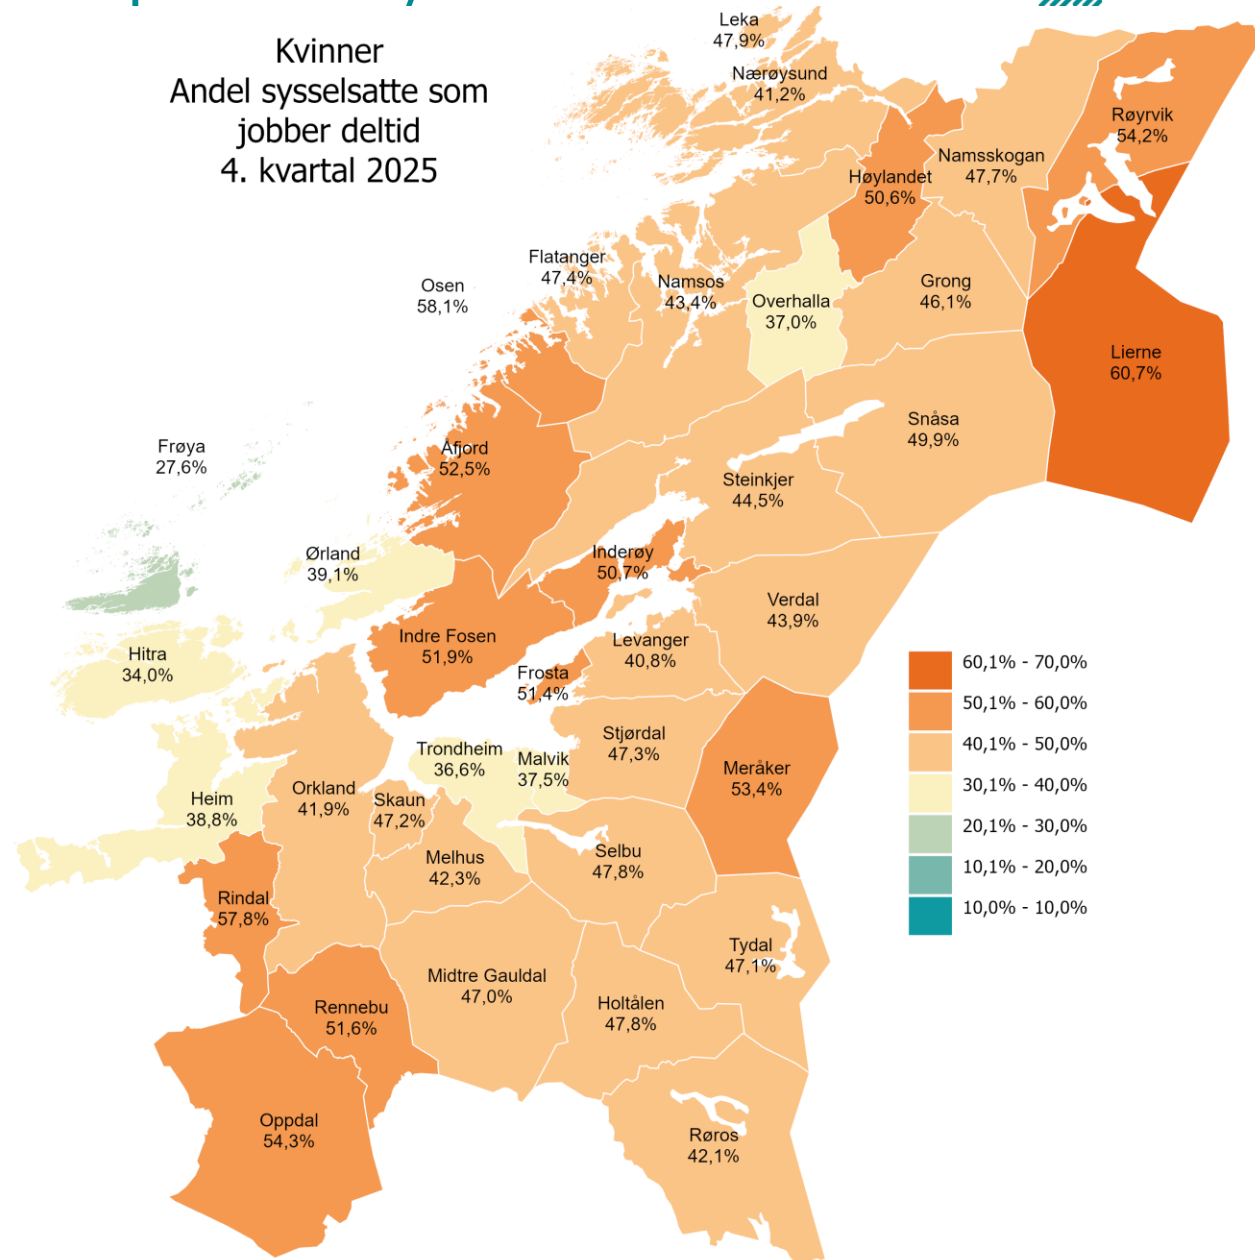 Kvinner
Andel sysselsatte som
jobber deltid
4. kvartal 2025
Leka
47,9%
Nærøysund
41,2%
Røyrvik
54,2%
Namsskogan
47,7%
Høylandet
50,6%
Flatanger
47,4%
Osen
58,1%
Namsos
43,4%
Overhalla
37,0%
Grong
46,1%
Lierne
60,7%
Snåsa
49,9%
Frøya
27,6%
Åfjord
52,5%
Steinkjer
44,5%
Ørland
39,1%
Inderøy
50,7%
Verdal
43,9%
Hitra
34,0%
Indre Fosen
51,9%
Levanger
40,8%
Frosta
51,4%
Stjørdal
47,3%
Trondheim
36,6%
Malvik
37,5%
Meråker
53,4%
Heim
38,8%
Orkland
41,9%
Skaun
47,2%
Melhus
42,3%
Selbu
47,8%
Rindal
57,8%
Tydal
47,1%
Midtre Gauldal
47,0%
Holtålen
47,8%
Rennebu
51,6%
Oppdal
54,3%
Røros
42,1%
60,1% - 70,0%
50,1% - 60,0%
40,1% - 50,0%
30,1% - 40,0%
20,1% - 30,0%
10,1% - 20,0%
10,0% - 10,0%